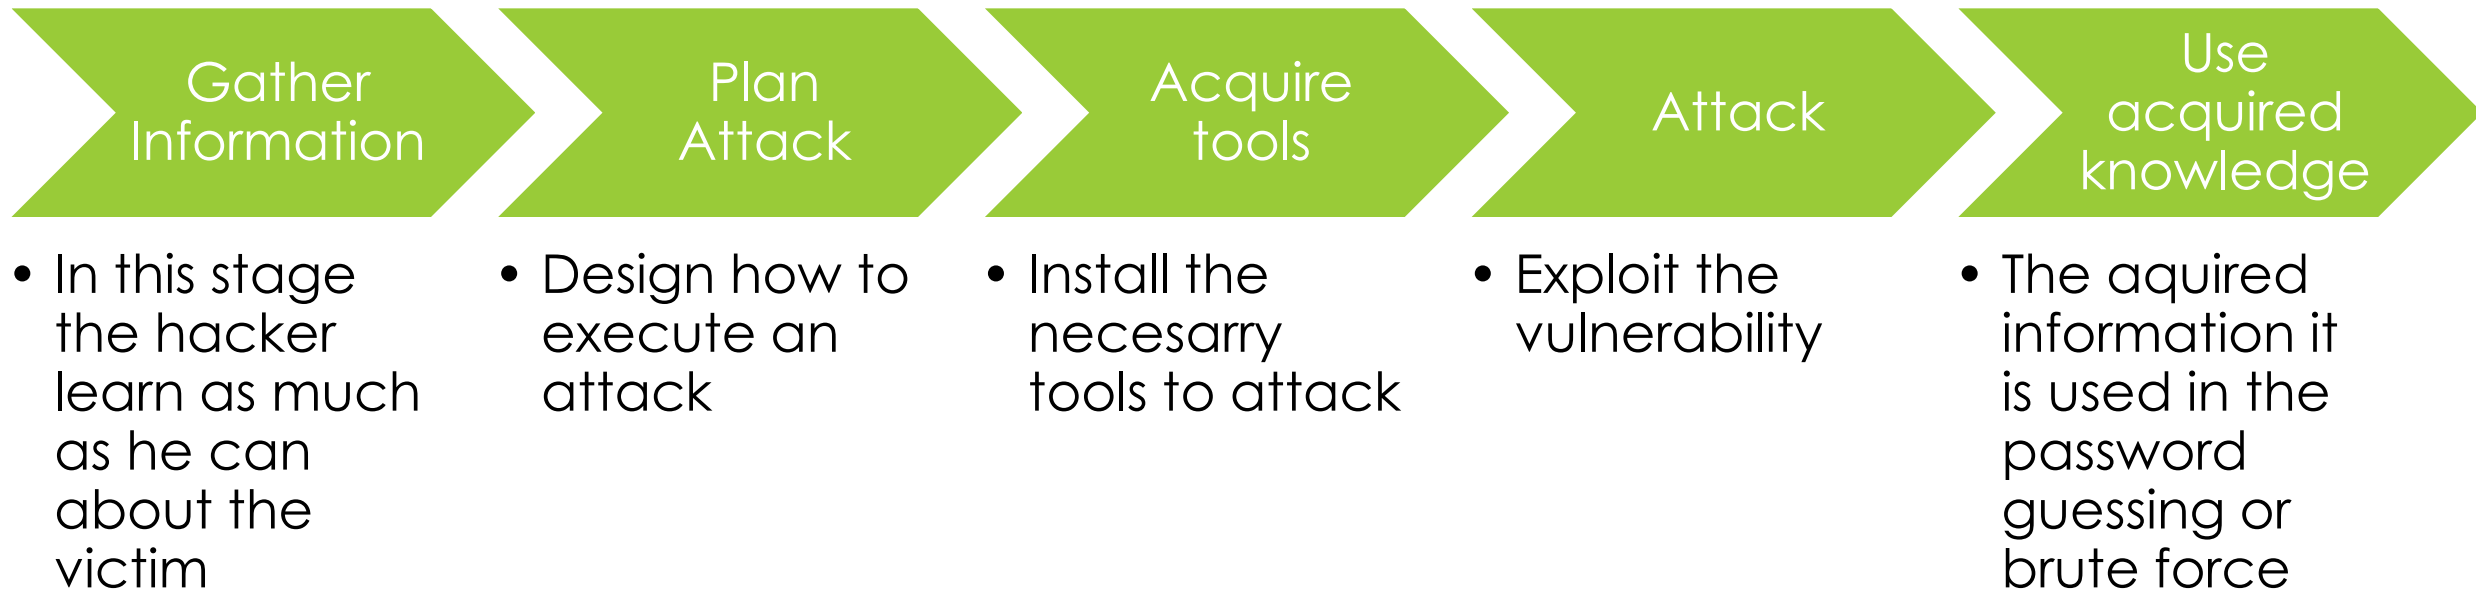 Gather
Information
• In this stage
the hacker
learn as much
as he can
about the
victim
Plan
Attack
• Design how to
execute an
attack
Acquire
tools
• Install the
necesarry
tools to attack
Attack
• Exploit the
vulnerability
Use
acquired
knowledge
• The aquired
information it
is used in the
password
guessing or
brute force